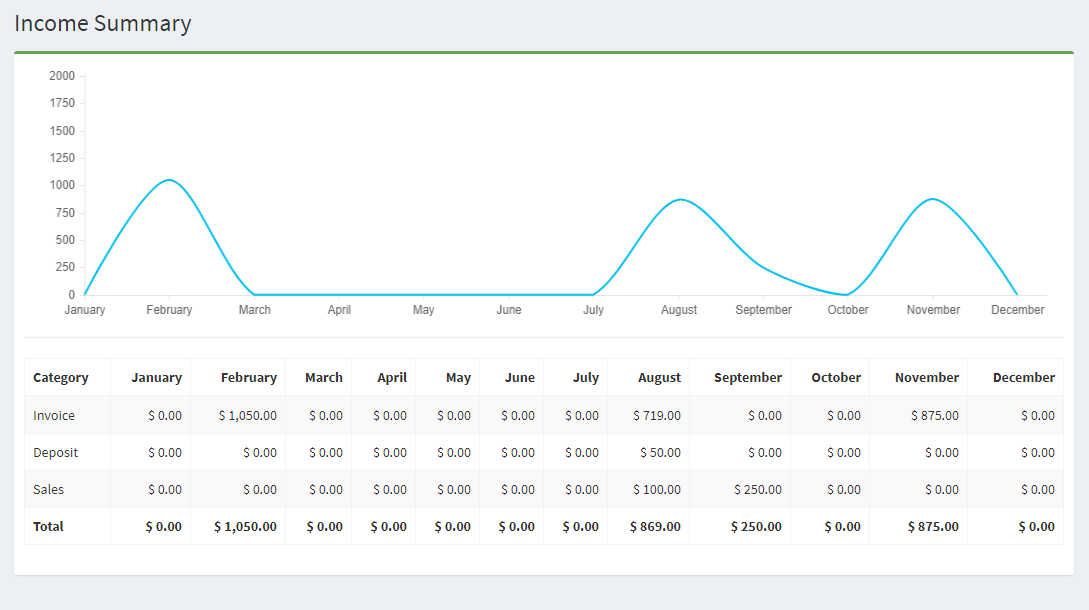 Income Summary
2000
1750
1500
1250
1000
750
500
250
0
January February March April May June July August September October November December
Category January February March April May June July August September October November December
Invoice $ 0.00 $ 1,050.00 $ 0.00 $ 0.00 $ 0.00 $ 0.00 $ 0.00 $ 719.00 $ 0.00 $ 0.00 $ 875.00 $ 0.00
Deposit $ 0.00 $ 0.00 $ 0.00 $ 0.00 $ 0.00 $ 0.00 $ 0.00 $ 50.00 $ 0.00 $ 0.00 $ 0.00 $ 0.00
Sales $ 0.00 $ 0.00 $ 0.00 $ 0.00 $ 0.00 $ 0.00 $ 0.00 $ 100.00 $ 250.00 $ 0.00 $ 0.00 $ 0.00
Total $ 0.00 $ 1,050.00 $ 0.00 $ 0.00 $ 0.00 $ 0.00 $ 0.00 $ 869.00 $ 250.00 $ 0.00 $ 875.00 $ 0.00